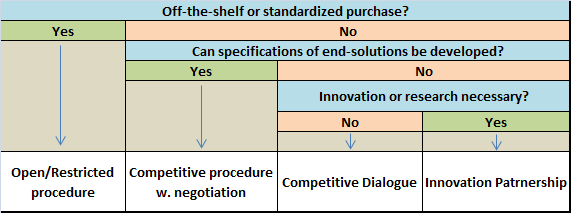 Off-the-shelf or standardized purchase?
Yes
No
Can specifications of end-solutions be developed?
Yes
No
Innovation or research necessary?
No
Yes
Open/Restricted
procedure
Competitive procedure
w. negotiation
Competitive Dialogue
Innovation Patrnership